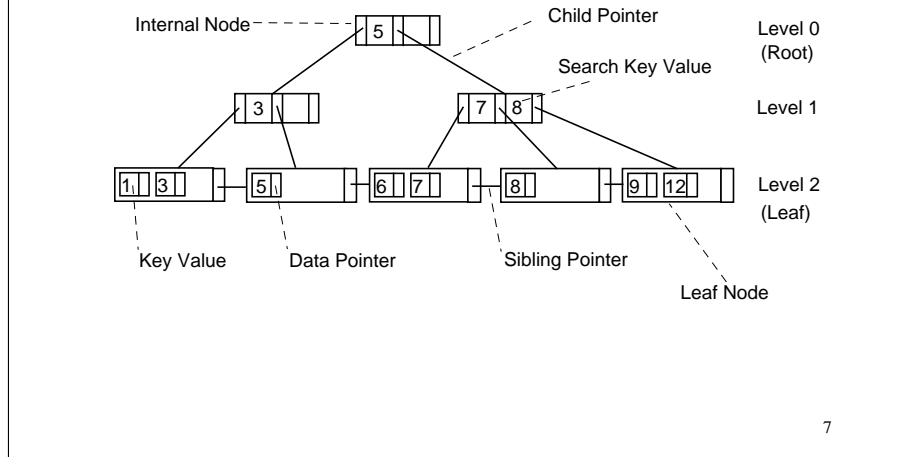 Internal Node
Child Pointer
5
Level 0
(Root)
Search Key Value
3
7 8
Level 1
1 3
5
6 7
8
9 12
Level 2
(Leaf)
Key Value
Data Pointer
Sibling Pointer
Leaf Node
7